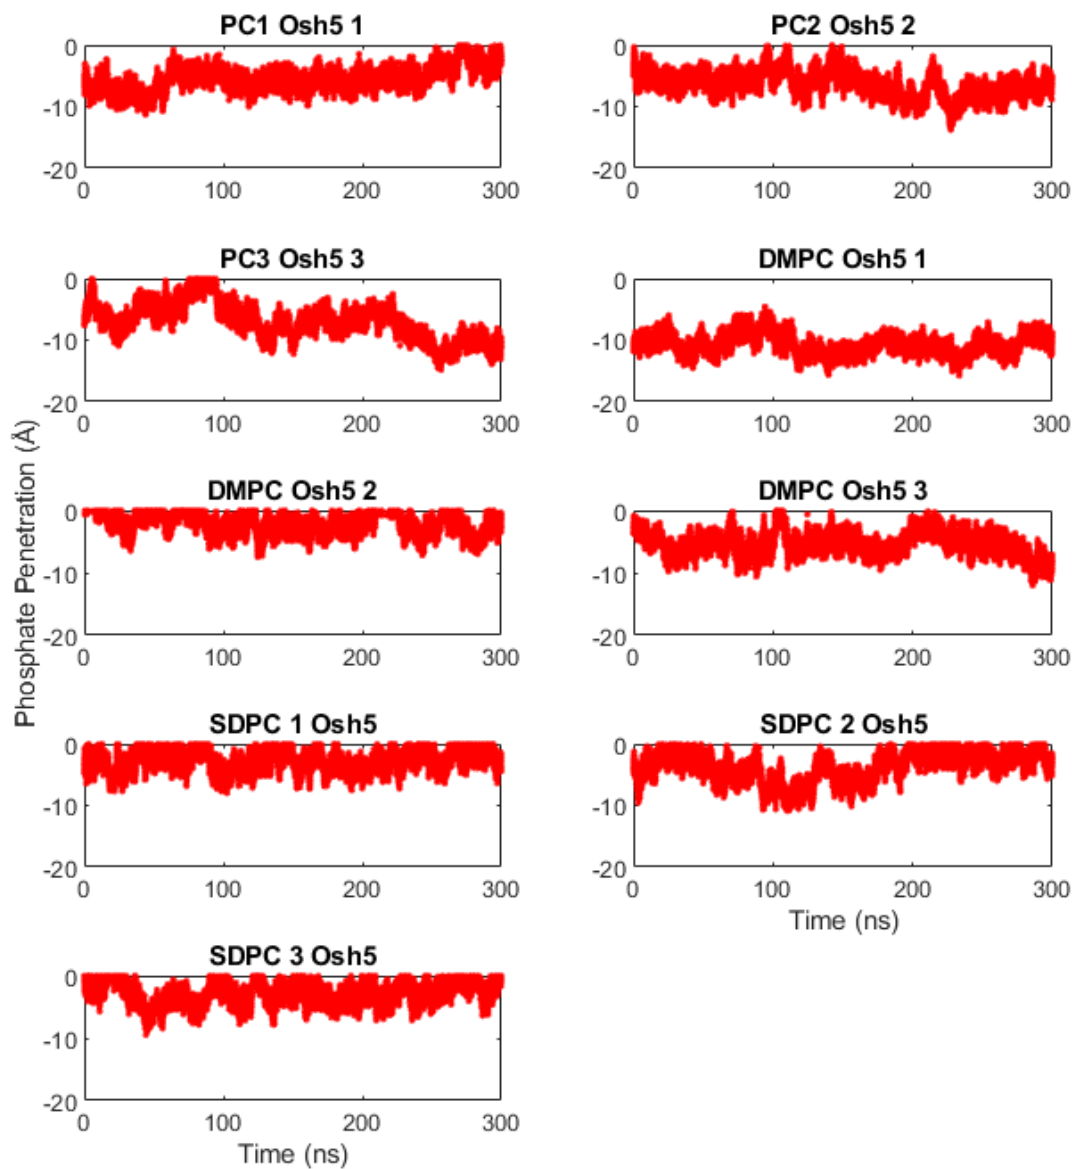 PC1 Osh5 1
0
-10
-20
0 100 200 300
PC2 Osh5 2
0
-10
-20
0 100 200 300
PC3 Osh5 3
0
-10
-20
0 100 200 300
DMPC Osh5 1
0
-10
-20
0 100 200 300
Phosphate Penetration (Å)
DMPC Osh5 2
0
-10
-20
0 100 200 300
DMPC Osh5 3
0
-10
-20
0 100 200 300
SDPC 1 Osh5
0
-10
-20
0 100 200 300
SDPC 2 Osh5
0
-10
-20
0 100 200 300
Time (ns)
SDPC 3 Osh5
0
-10
-20
0 100 200 300
Time (ns)